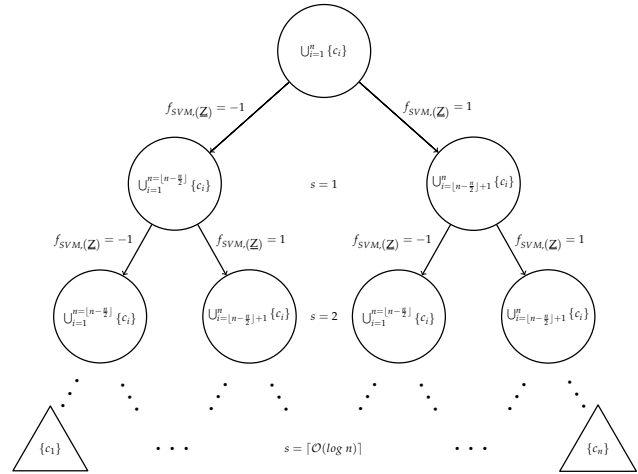 ⋃_{i=1}^{n} {c_i}
f_{SVM,(Z̲)} = −1 f_{SVM,(Z̲)} = 1
⋃_{i=1}^{n=⌊n−n/2⌋} {c_i} s = 1 ⋃_{i=⌊n−n/2⌋+1}^{n} {c_i}
f_{SVM,(Z̲)} = −1 f_{SVM,(Z̲)} = 1 f_{SVM,(Z̲)} = −1 f_{SVM,(Z̲)} = 1
⋃_{i=1}^{n=⌊n−n/2⌋} {c_i} ⋃_{i=⌊n−n/2⌋+1}^{n} {c_i} s = 2 ⋃_{i=1}^{n=⌊n−n/2⌋} {c_i} ⋃_{i=⌊n−n/2⌋+1}^{n} {c_i}
{c_1} • • • s = ⌈𝒪(log n)⌉ • • • {c_n}